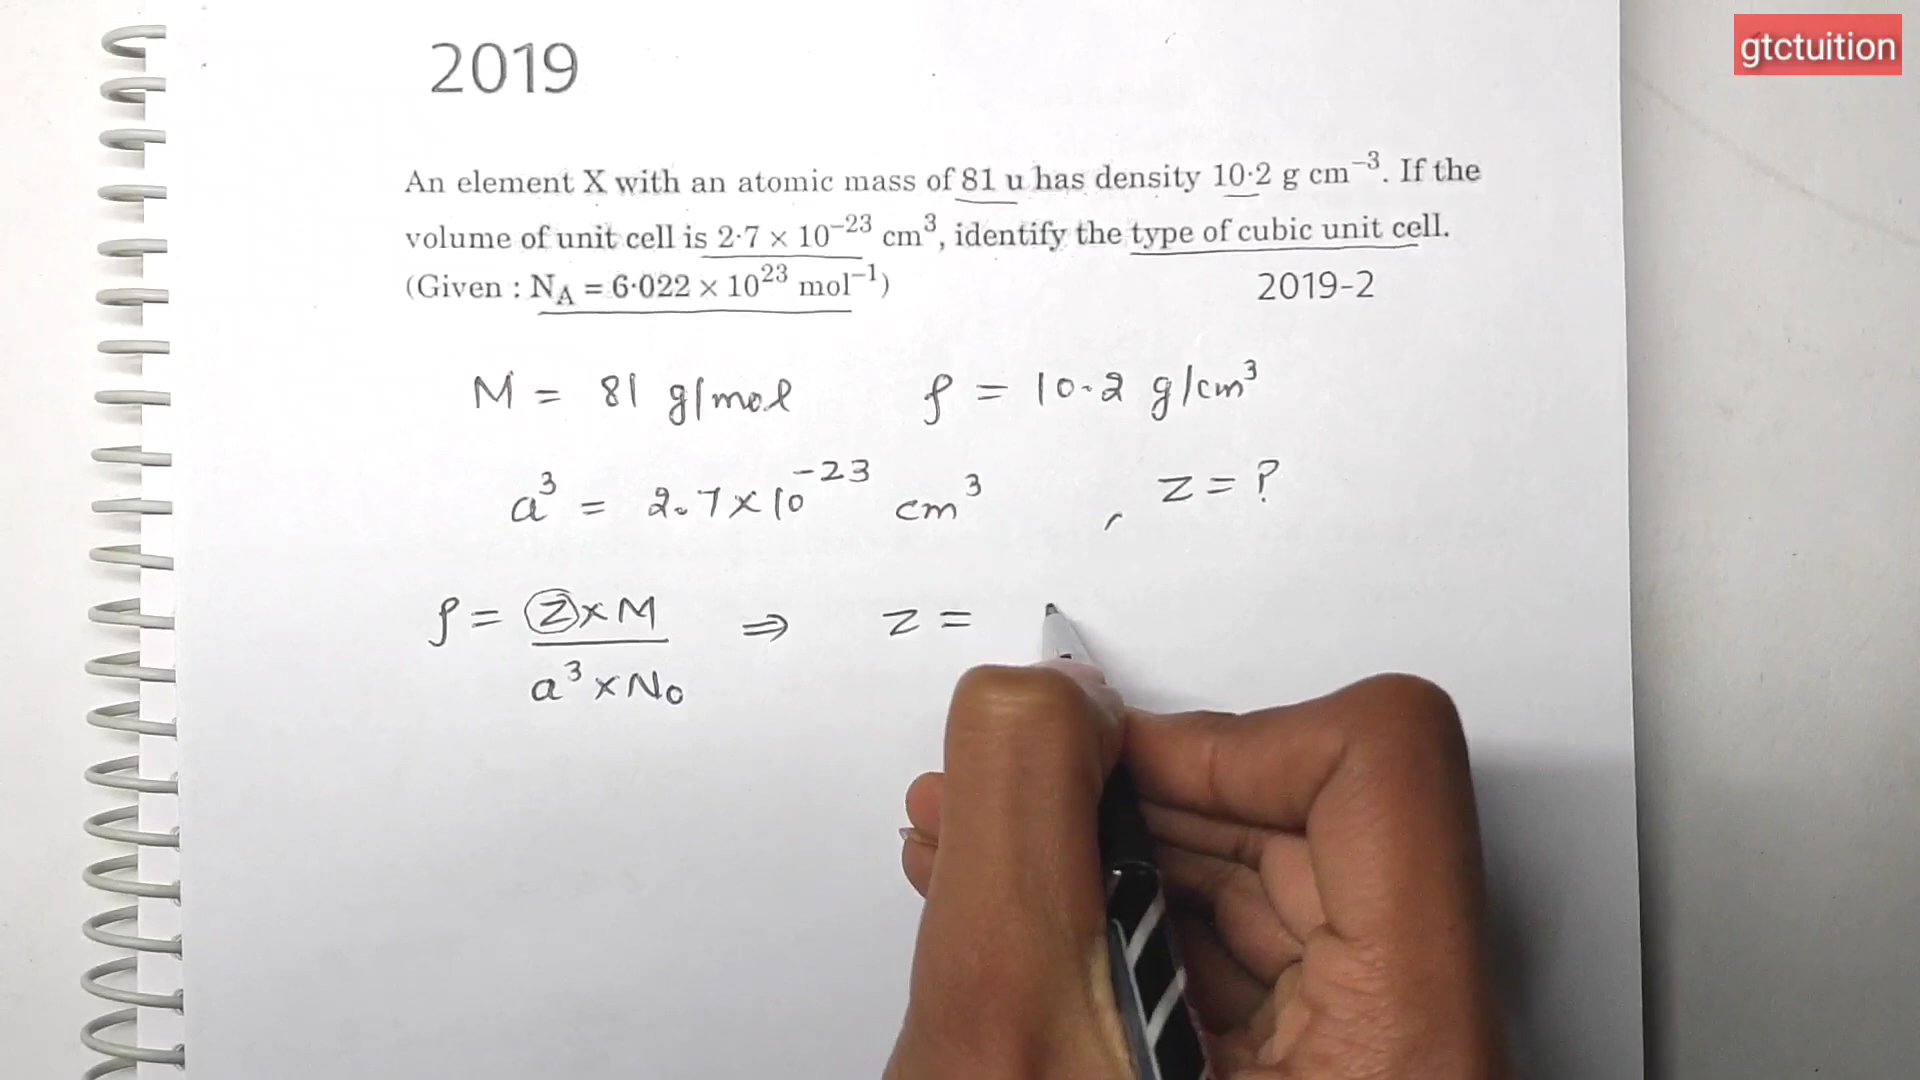 gtctuition
2019
An element X with an atomic mass of 81 u has density 10·2 g cm⁻³. If the
volume of unit cell is 2·7 × 10⁻²³ cm³, identify the type of cubic unit cell.
(Given : N_A = 6·022 × 10²³ mol⁻¹)
2019-2
M = 81 g/mol ρ = 10.2 g/cm³
a³ = 2.7 × 10⁻²³ cm³ , z = ?
ρ = z × M / a³ × N₀ ⇒ z =